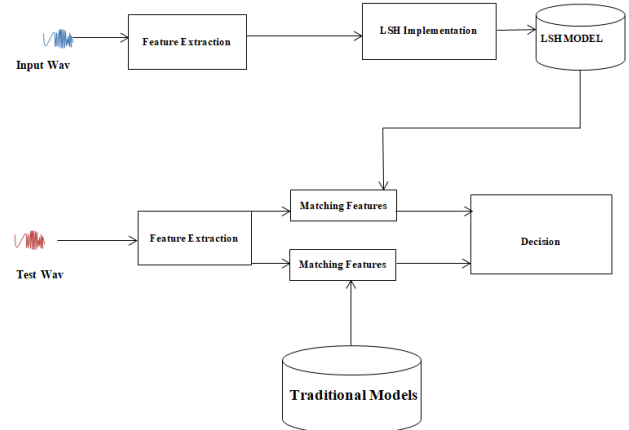 Input Wav
Feature Extraction
LSH Implementation
LSH MODEL
Test Wav
Feature Extraction
Matching Features
Matching Features
Decision
Traditional Models